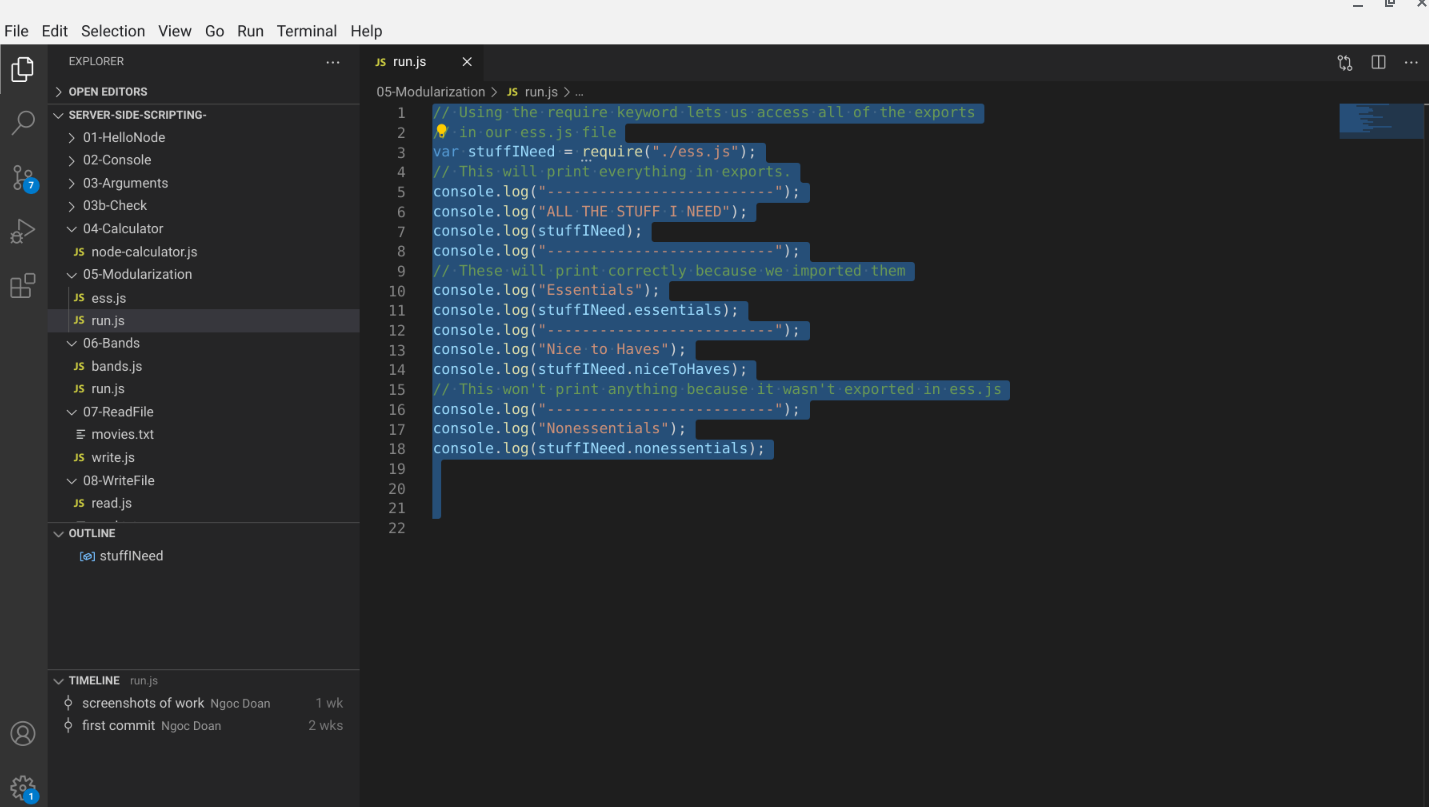 File Edit Selection View Go Run Terminal Help
EXPLORER
OPEN EDITORS
SERVER-SIDE-SCRIPTING-
01-HelloNode
02-Console
03-Arguments
03b-Check
04-Calculator
JS node-calculator.js
05-Modularization
JS ess.js
JS run.js
06-Bands
JS bands.js
JS run.js
07-ReadFile
movies.txt
JS write.js
08-WriteFile
JS read.js
OUTLINE
stuffINeed
TIMELINE run.js
screenshots of work Ngoc Doan 1 wk
first commit Ngoc Doan 2 wks
7
1
JS run.js
05-Modularization > JS run.js > ...
1 // Using the require keyword lets us access all of the exports
2 // in our ess.js file
3 var stuffINeed = require("./ess.js");
4 // This will print everything in exports.
5 console.log("--------------------------");
6 console.log("ALL THE STUFF I NEED");
7 console.log(stuffINeed);
8 console.log("--------------------------");
9 // These will print correctly because we imported them
10 console.log("Essentials");
11 console.log(stuffINeed.essentials);
12 console.log("--------------------------");
13 console.log("Nice to Haves");
14 console.log(stuffINeed.niceToHaves);
15 // This won't print anything because it wasn't exported in ess.js
16 console.log("--------------------------");
17 console.log("Nonessentials");
18 console.log(stuffINeed.nonessentials);
19
20
21
22